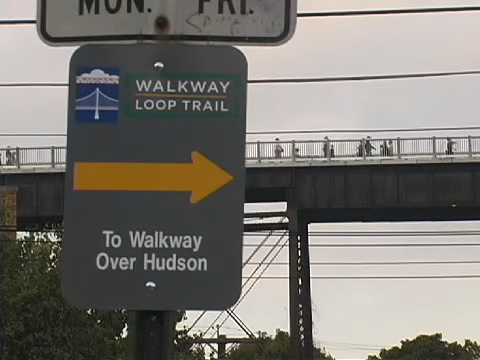 MON. FRI.
WALKWAY
LOOP TRAIL
To Walkway
Over Hudson